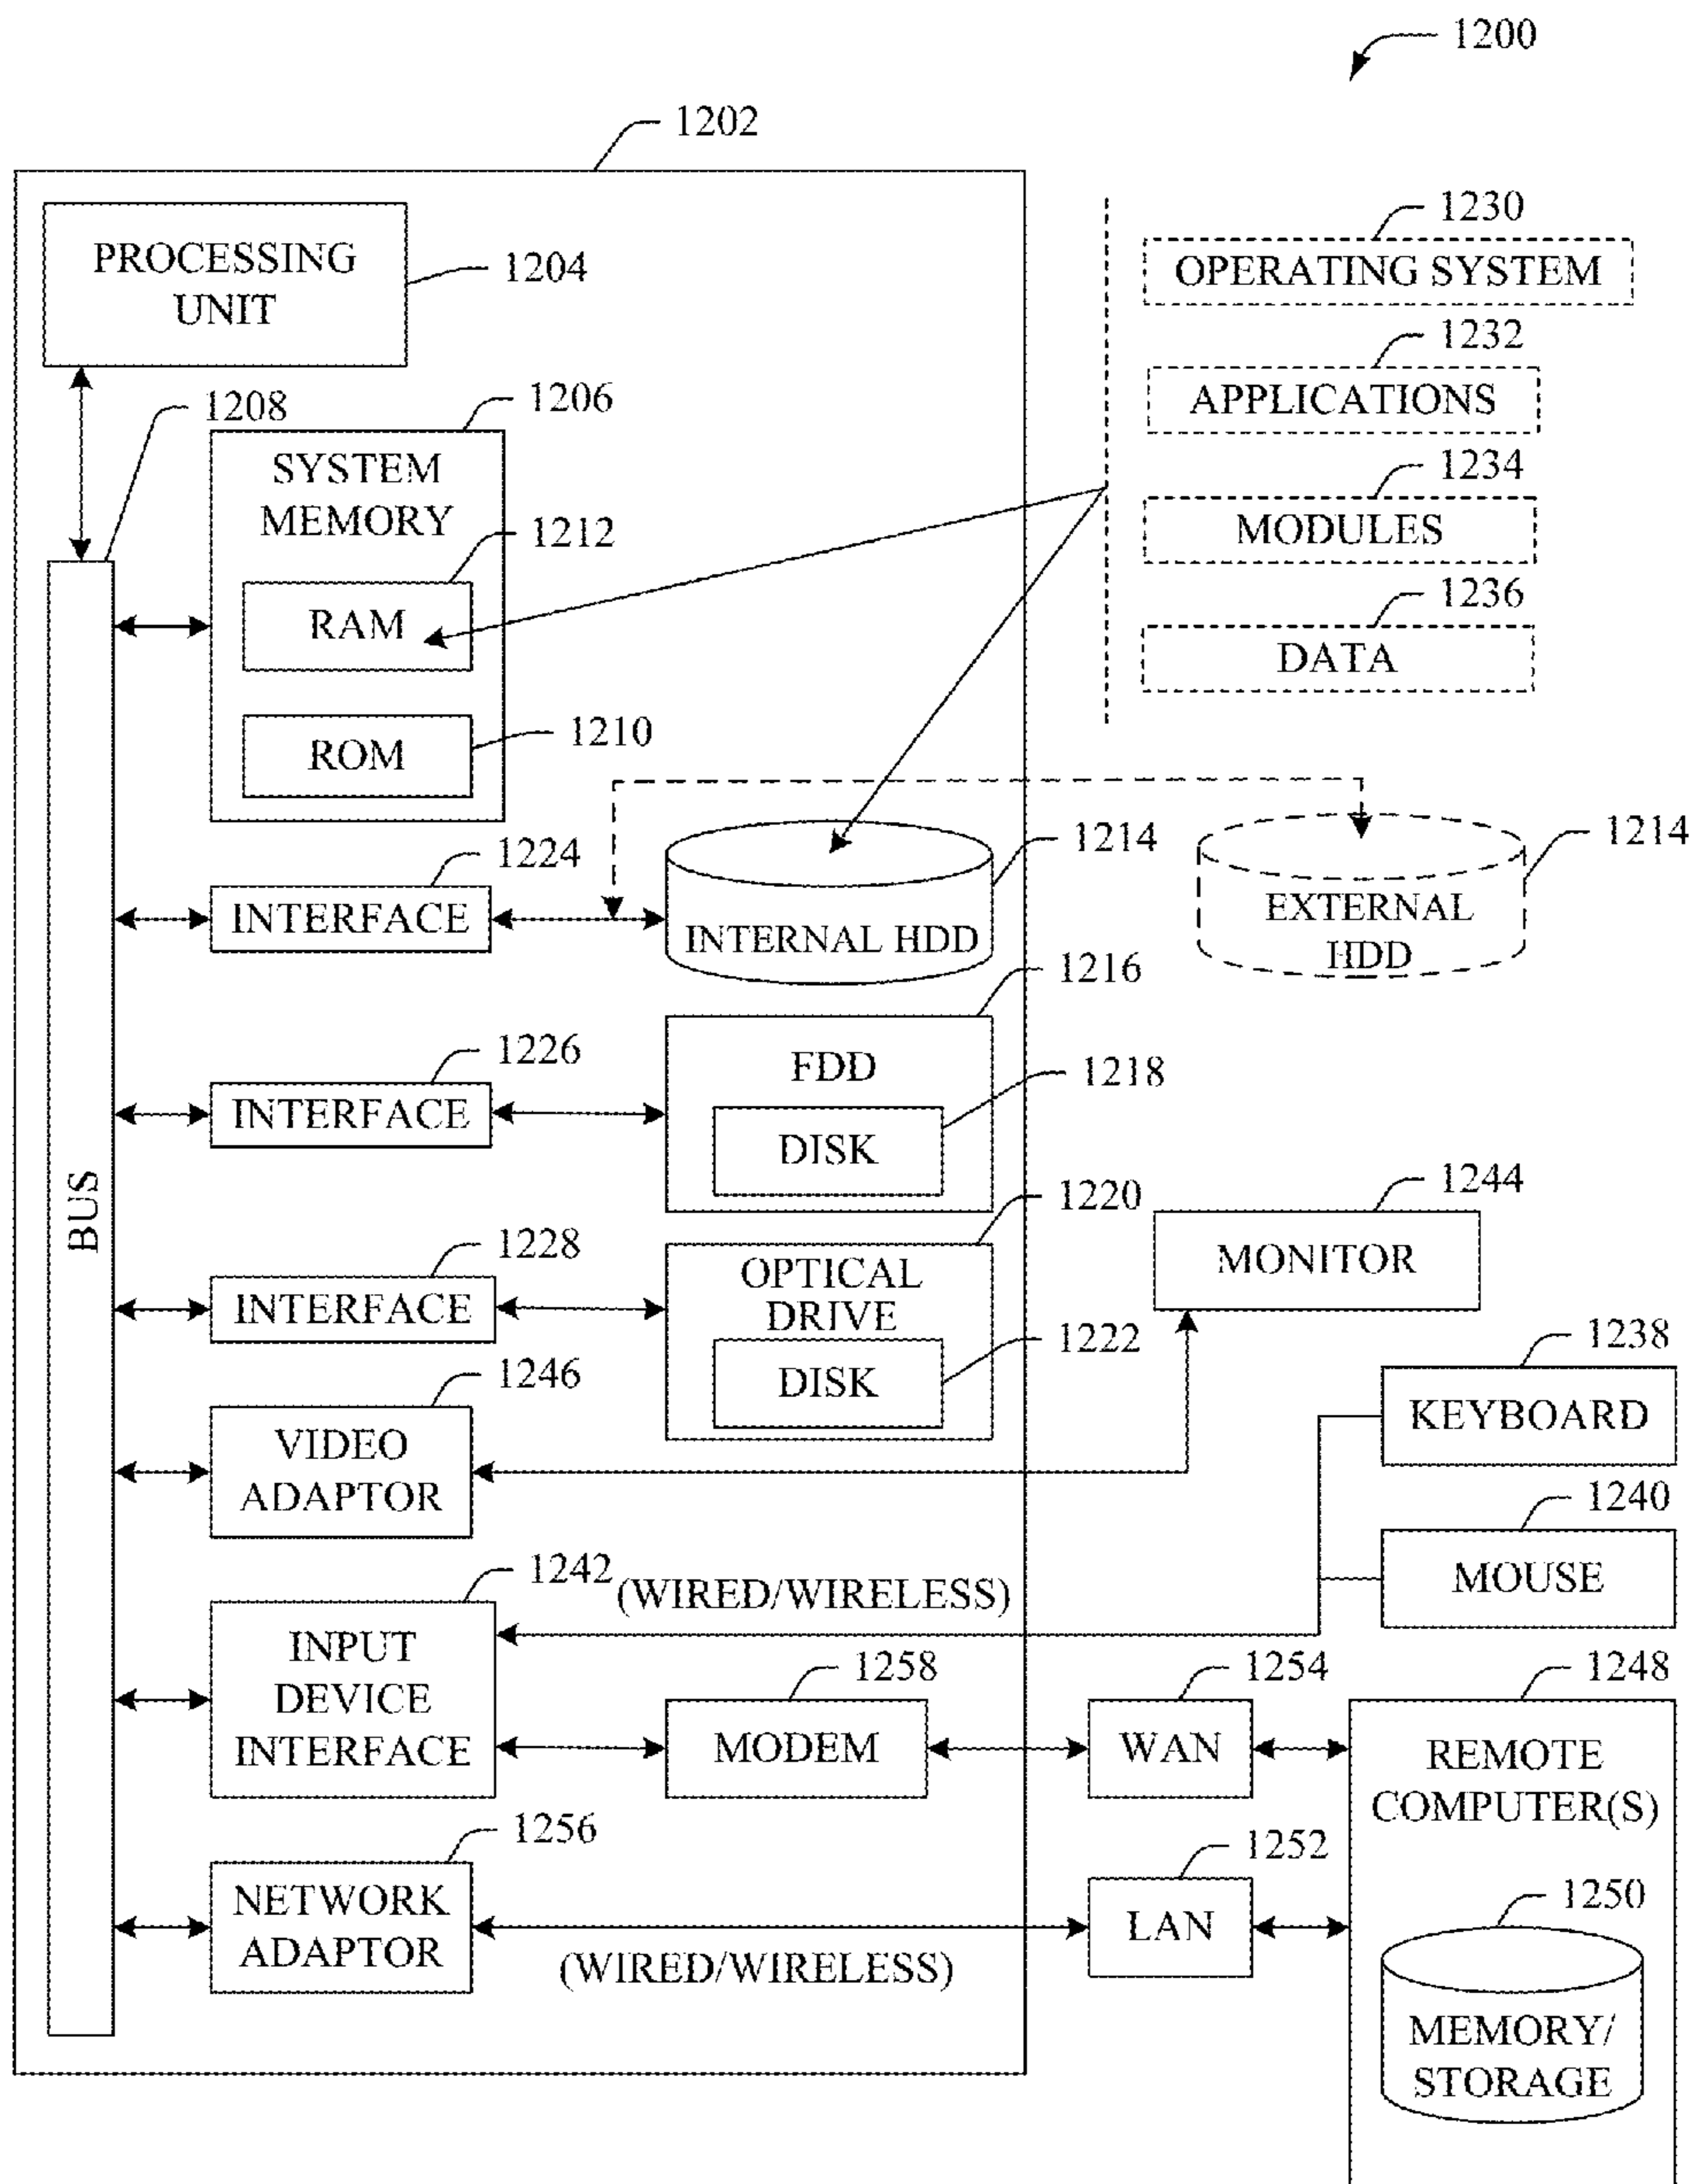 1200
1202
PROCESSING
UNIT
1204
1230
OPERATING SYSTEM
1232
APPLICATIONS
1234
MODULES
1236
DATA
1208
1206
SYSTEM
MEMORY
1212
RAM
1210
ROM
1224
INTERFACE
1214
INTERNAL HDD
1214
EXTERNAL
HDD
1226
INTERFACE
1216
FDD
1218
DISK
BUS
1228
INTERFACE
1220
OPTICAL
DRIVE
1222
DISK
1244
MONITOR
1246
VIDEO
ADAPTOR
1238
KEYBOARD
1240
MOUSE
1242
(WIRED/WIRELESS)
INPUT
DEVICE
INTERFACE
1258
MODEM
1254
WAN
1248
REMOTE
COMPUTER(S)
1256
NETWORK
ADAPTOR
(WIRED/WIRELESS)
1252
LAN
1250
MEMORY/
STORAGE